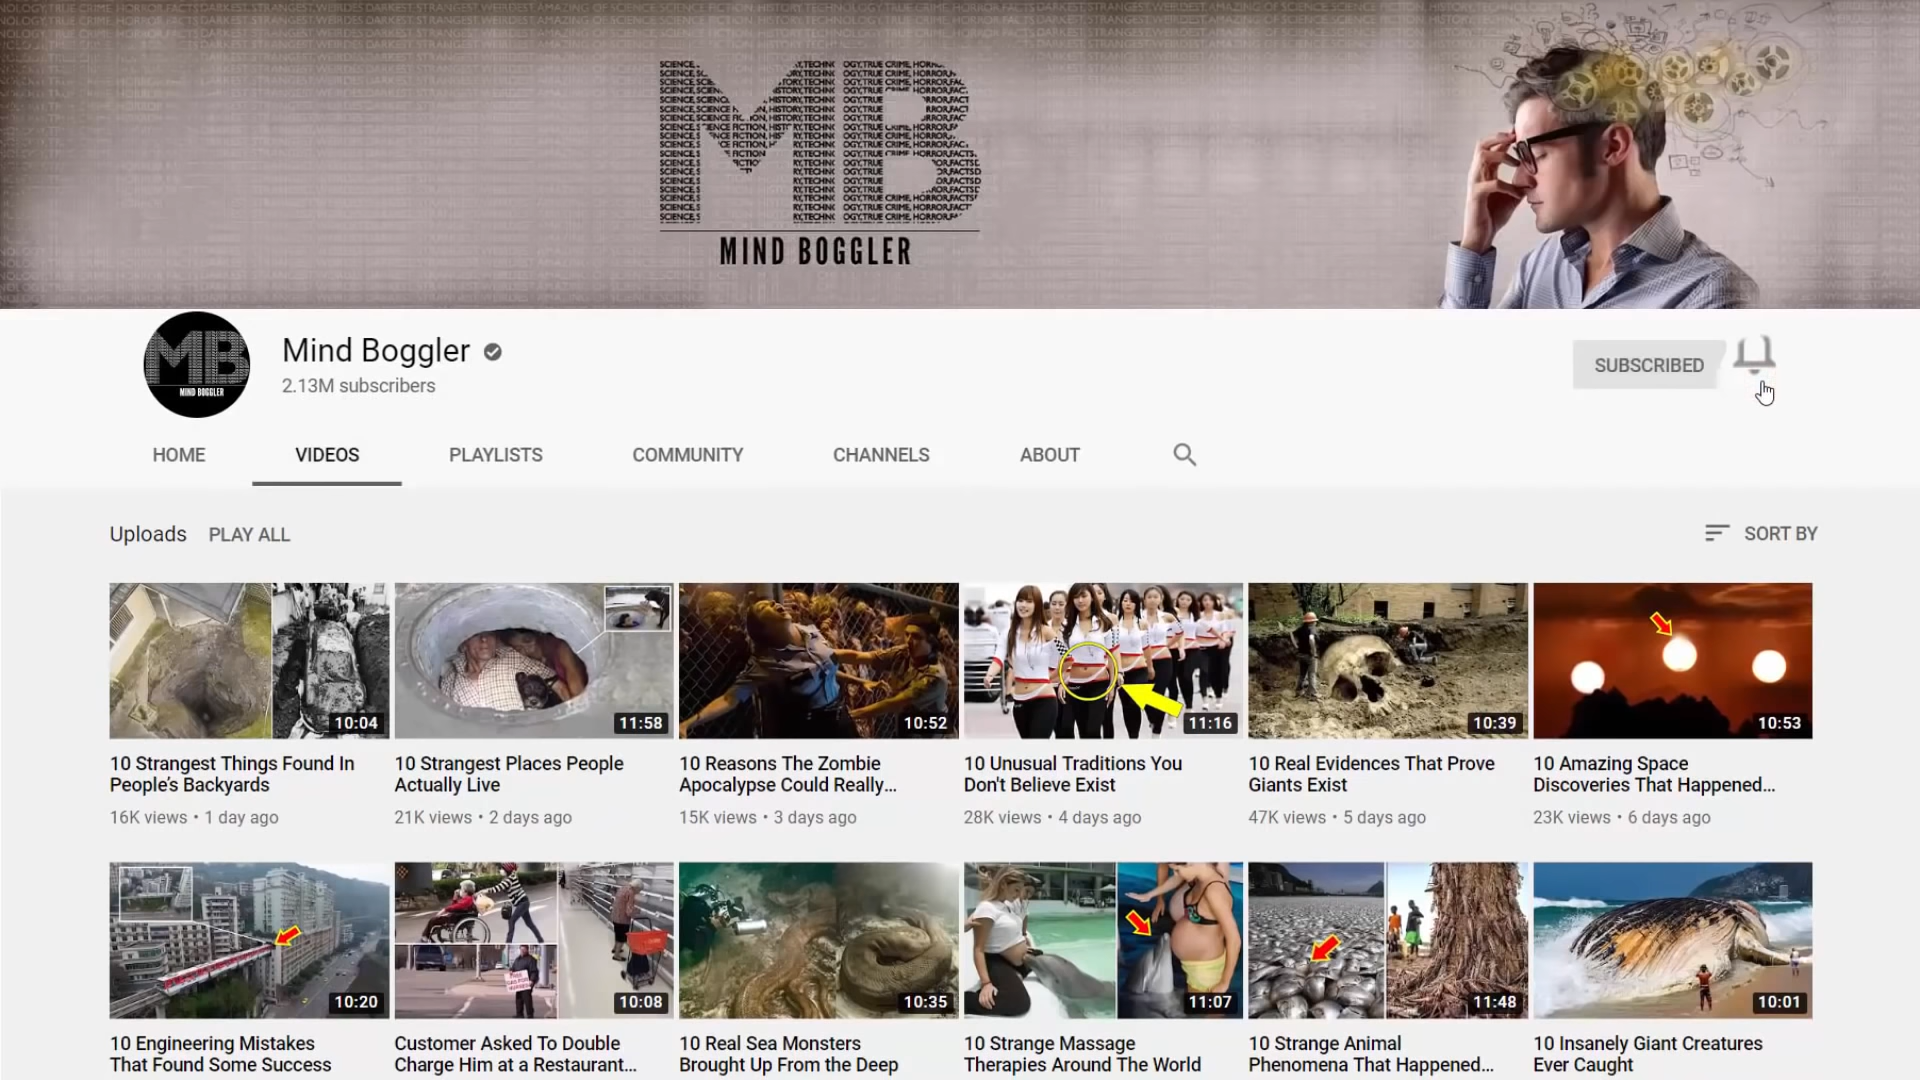 MIND BOGGLER
MIND BOGGLER
Mind Boggler
2.13M subscribers
SUBSCRIBED
HOME
VIDEOS
PLAYLISTS
COMMUNITY
CHANNELS
ABOUT
Uploads
PLAY ALL
SORT BY
10:04
11:58
10:52
11:16
10:39
10:53
10 Strangest Things Found In
People's Backyards
16K views • 1 day ago
10 Strangest Places People
Actually Live
21K views • 2 days ago
10 Reasons The Zombie
Apocalypse Could Really...
15K views • 3 days ago
10 Unusual Traditions You
Don't Believe Exist
28K views • 4 days ago
10 Real Evidences That Prove
Giants Exist
47K views • 5 days ago
10 Amazing Space
Discoveries That Happened...
23K views • 6 days ago
10:20
10:08
10:35
11:07
11:48
10:01
10 Engineering Mistakes
That Found Some Success
Customer Asked To Double
Charge Him at a Restaurant...
10 Real Sea Monsters
Brought Up From the Deep
10 Strange Massage
Therapies Around The World
10 Strange Animal
Phenomena That Happened...
10 Insanely Giant Creatures
Ever Caught